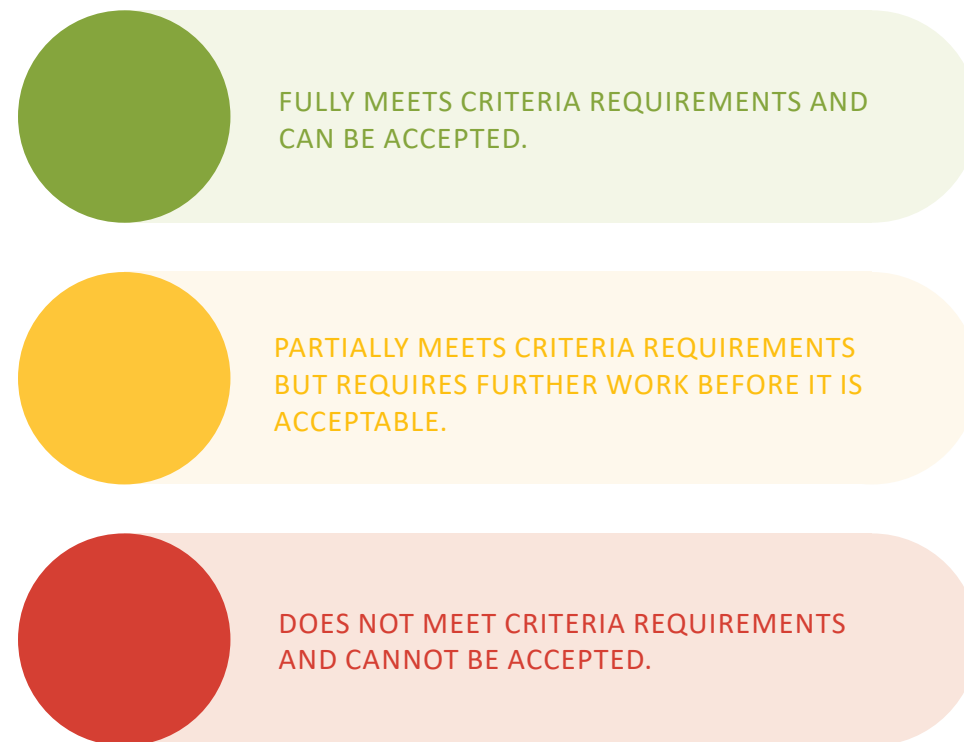 FULLY MEETS CRITERIA REQUIREMENTS AND
CAN BE ACCEPTED.
PARTIALLY MEETS CRITERIA REQUIREMENTS
BUT REQUIRES FURTHER WORK BEFORE IT IS
ACCEPTABLE.
DOES NOT MEET CRITERIA REQUIREMENTS
AND CANNOT BE ACCEPTED.